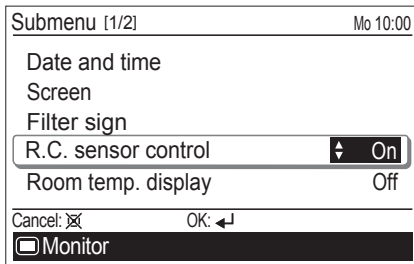 Submenu [1/2] Mo 10:00
Date and time
Screen
Filter sign
R.C. sensor control On
Room temp. display Off
Cancel: OK:
Monitor